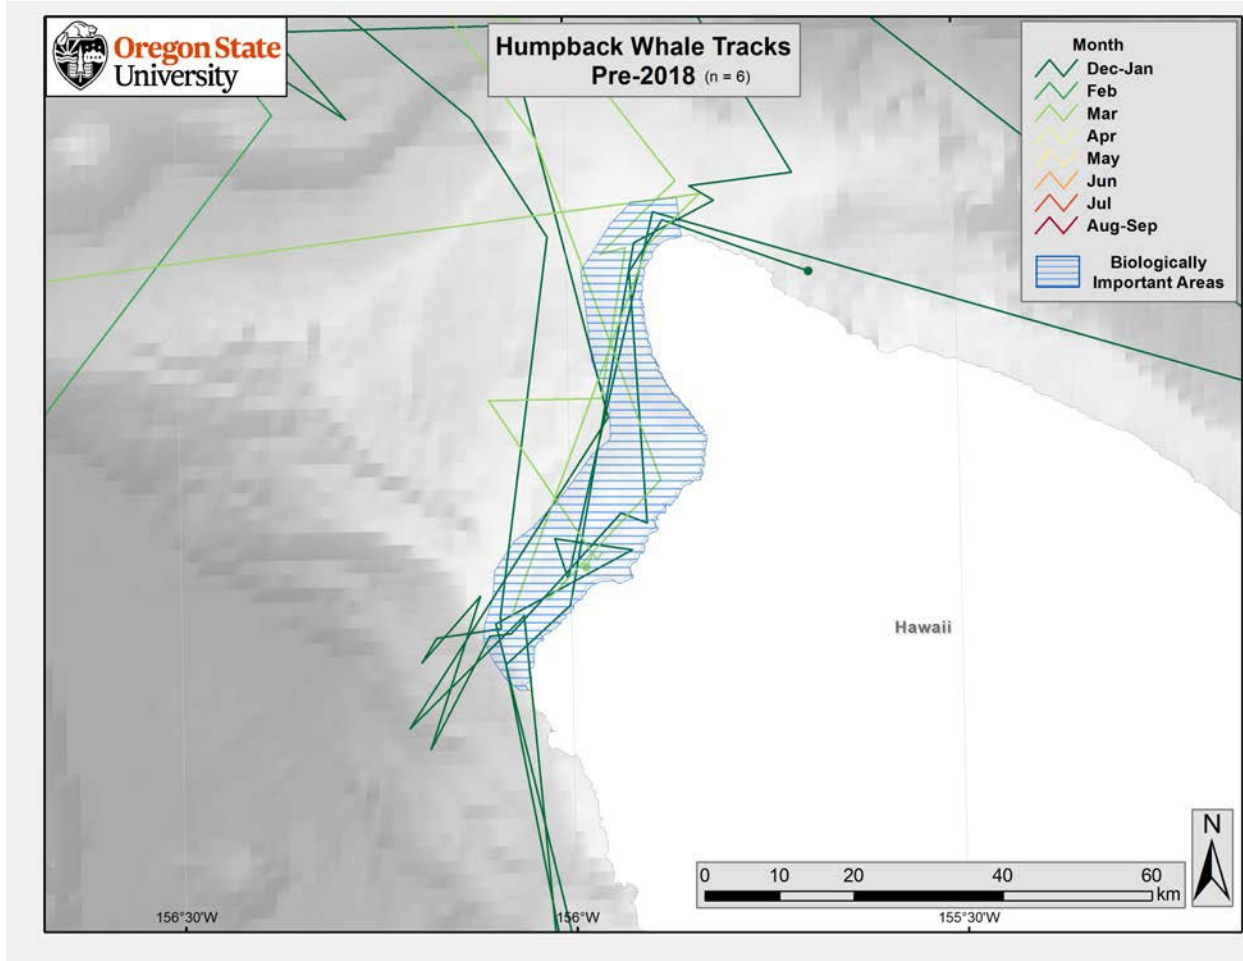 Oregon State
University
Humpback Whale Tracks
Pre-2018 (n = 6)
Month
Dec-Jan
Feb
Mar
Apr
May
Jun
Jul
Aug-Sep
Biologically
Important Areas
Hawaii
N
0 10 20 40 60
km
156°30'W 156°W 155°30'W